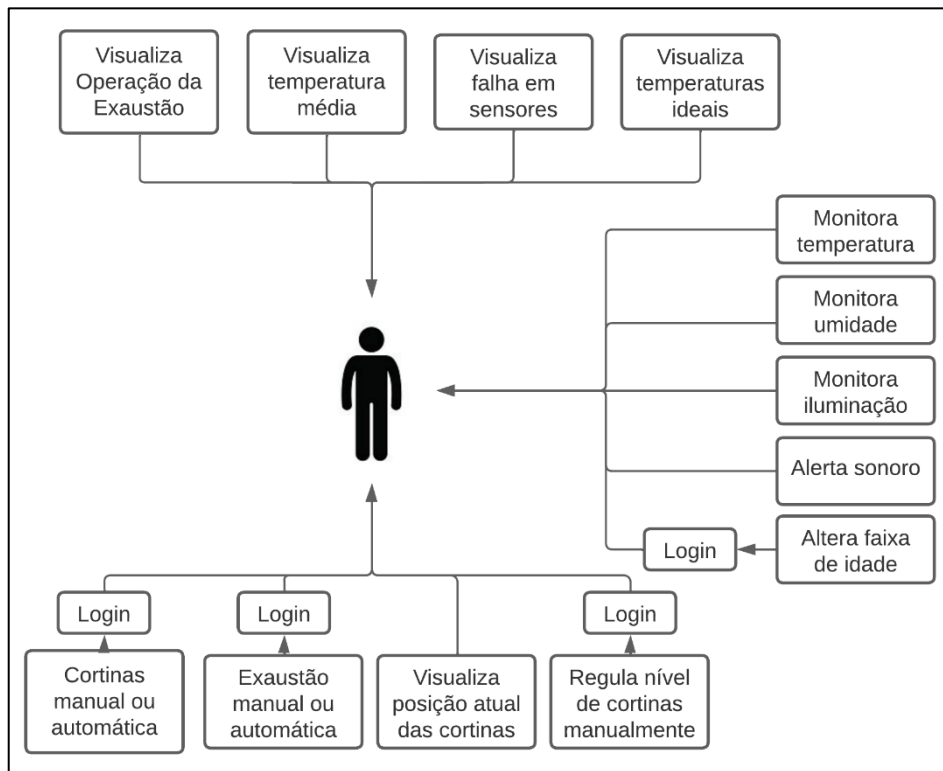 Visualiza
Operação da
Exaustão
Visualiza
temperatura
média
Visualiza
falha em
sensores
Visualiza
temperaturas
ideais
Monitora
temperatura
Monitora
umidade
Monitora
iluminação
Alerta sonoro
Login
Altera faixa
de idade
Login
Login
Login
Cortinas
manual ou
automática
Exaustão
manual ou
automática
Visualiza
posição atual
das cortinas
Regula nível
de cortinas
manualmente